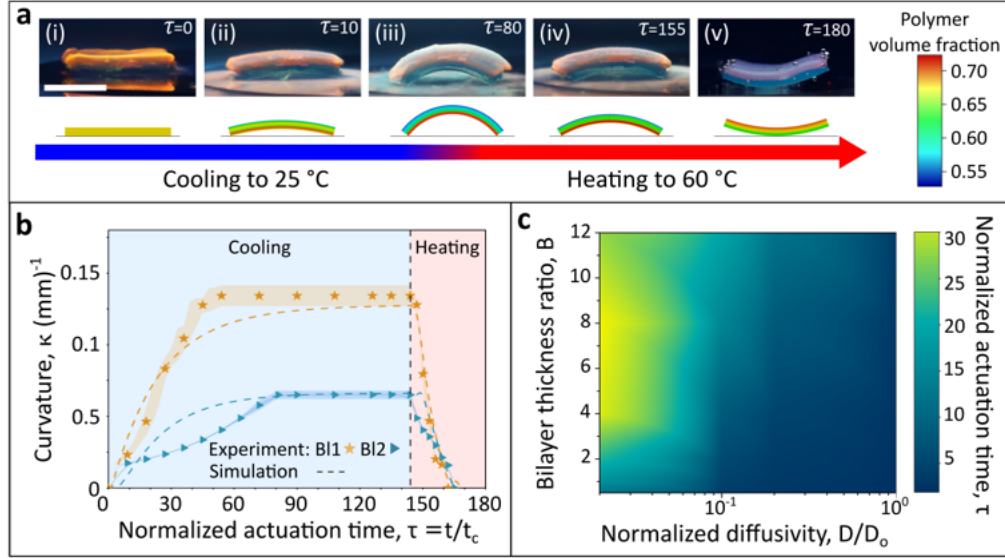 a
(i)
τ=0
(ii)
τ=10
(iii)
τ=80
(iv)
τ=155
(v)
τ=180
Polymer
volume fraction
0.70
0.65
0.60
0.55
Cooling to 25 °C
Heating to 60 °C
b
Cooling
Heating
0.15
0.1
0.5
0
Curvature, κ (mm)⁻¹
Experiment: BI1 ★ BI2 ▶
Simulation ---
0
30
60
90
120
150
180
Normalized actuation time, τ = t/t꜀
c
12
10
8
6
4
2
Bilayer thickness ratio, B
10⁻¹
10⁰
Normalized diffusivity, D/Dₒ
30
25
20
15
10
5
Normalized actuation time, τ